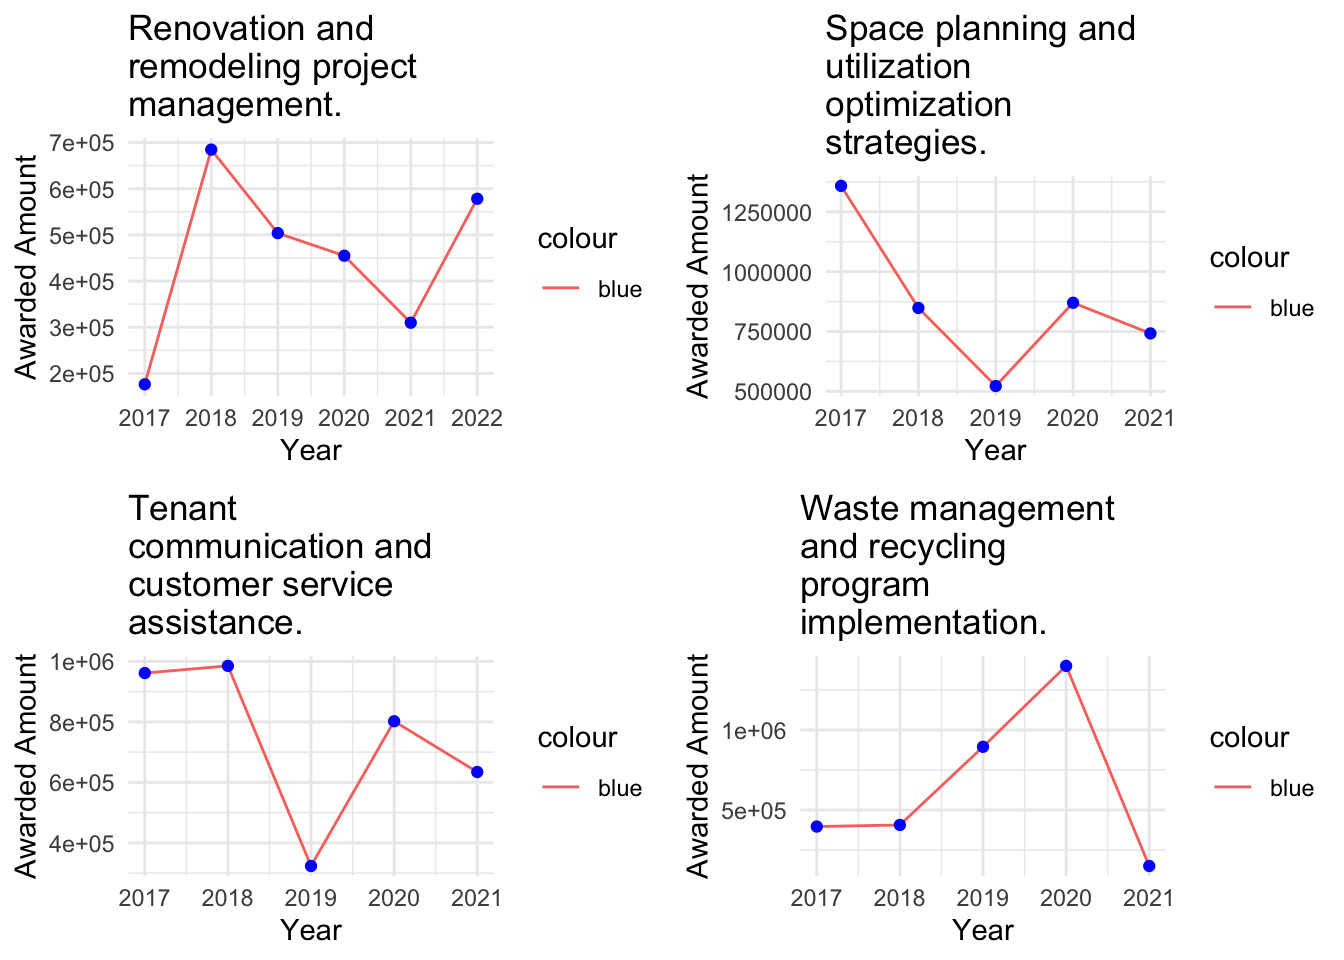 Renovation and
remodeling project
management.
7e+05
6e+05
5e+05
4e+05
3e+05
2e+05
Awarded Amount
2017 2018 2019 2020 2021 2022
Year
colour
blue
Space planning and
utilization
optimization
strategies.
1250000
1000000
750000
500000
Awarded Amount
2017 2018 2019 2020 2021
Year
colour
blue
Tenant
communication and
customer service
assistance.
1e+06
8e+05
6e+05
4e+05
Awarded Amount
2017 2018 2019 2020 2021
Year
colour
blue
Waste management
and recycling
program
implementation.
1e+06
5e+05
Awarded Amount
2017 2018 2019 2020 2021
Year
colour
blue